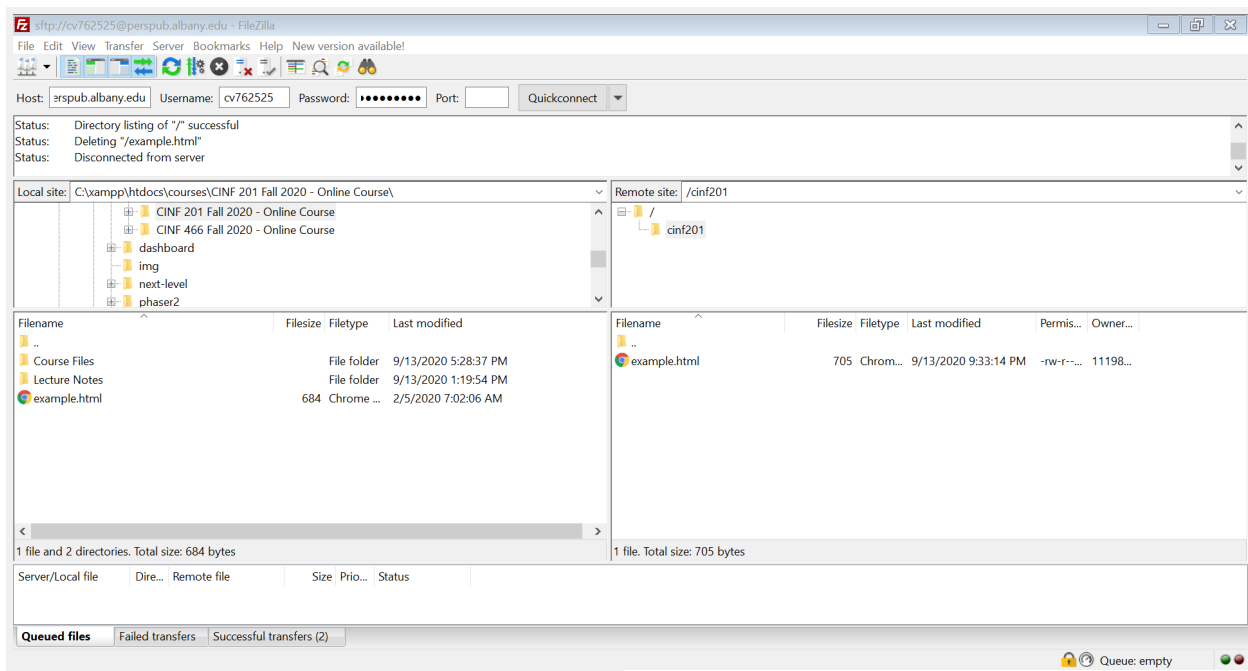 Fz sftp://cv762525@perspub.albany.edu - FileZilla
File Edit View Transfer Server Bookmarks Help New version available!
Host: erspub.albany.edu Username: cv762525 Password: ●●●●●●●●● Port: Quickconnect
Status: Directory listing of "/" successful
Status: Deleting "/example.html"
Status: Disconnected from server
Local site: C:\xampp\htdocs\courses\CINF 201 Fall 2020 - Online Course\
CINF 201 Fall 2020 - Online Course
CINF 466 Fall 2020 - Online Course
dashboard
img
next-level
phaser2
Remote site: /cinf201
/
cinf201
Filename Filesize Filetype Last modified
..
Course Files File folder 9/13/2020 5:28:37 PM
Lecture Notes File folder 9/13/2020 1:19:54 PM
example.html 684 Chrome ... 2/5/2020 7:02:06 AM
1 file and 2 directories. Total size: 684 bytes
Filename Filesize Filetype Last modified Permis... Owner...
..
example.html 705 Chrom... 9/13/2020 9:33:14 PM -rw-r--... 11198...
1 file. Total size: 705 bytes
Server/Local file Dire... Remote file Size Prio... Status
Queued files Failed transfers Successful transfers (2)
Queue: empty